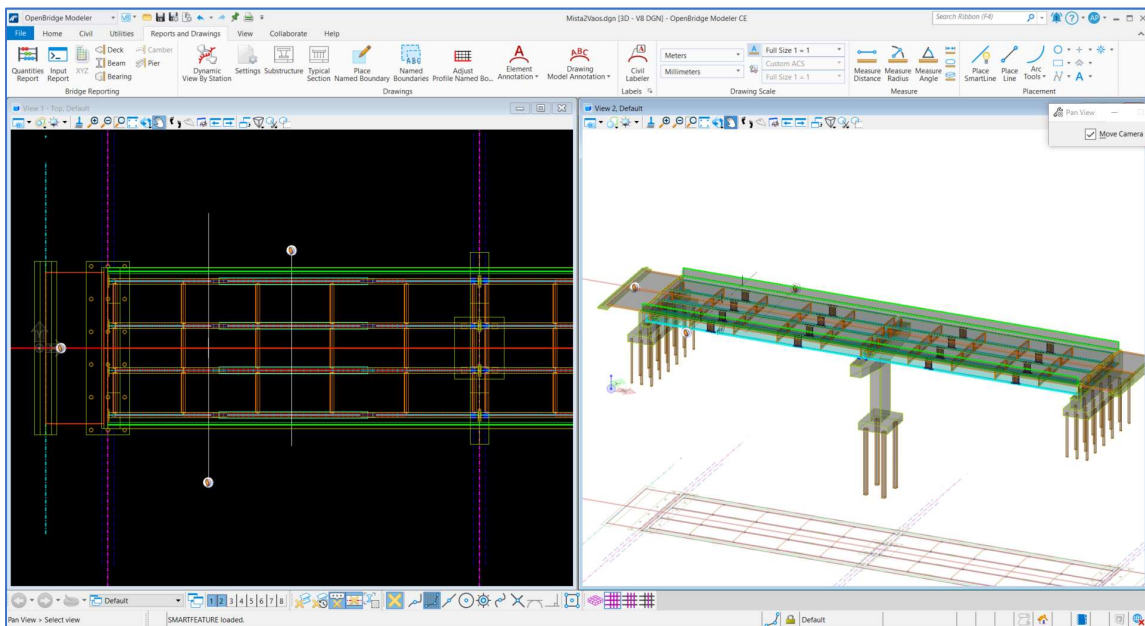 OpenBridge Modeler
Mista2Vaos.dgn [3D - V8 DGN] - OpenBridge Modeler CE
Search Ribbon (F4)
AP
File Home Civil Utilities Reports and Drawings View Collaborate Help
Quantities Report
Input Report
XYZ
Deck
Beam
Bearing
Camber
Pier
Bridge Reporting
Dynamic View By Station
Settings
Substructure
Typical Section
Place Named Boundary
Named Boundaries
Adjust Profile Named Bo...
Element Annotation
Drawing Model Annotation
Drawings
Civil Labeler
Labels
Meters
Millimeters
Full Size 1 = 1
Custom ACS
Full Size 1 = 1
Drawing Scale
Measure Distance
Measure Radius
Measure Angle
Measure
Place SmartLine
Place Line
Arc Tools
Placement
View 1 - Top, Default
View 2, Default
Pan View
Move Camera
Default
1 2 3 4 5 6 7 8
Pan View > Select view
SMARTFEATURE loaded.
Default